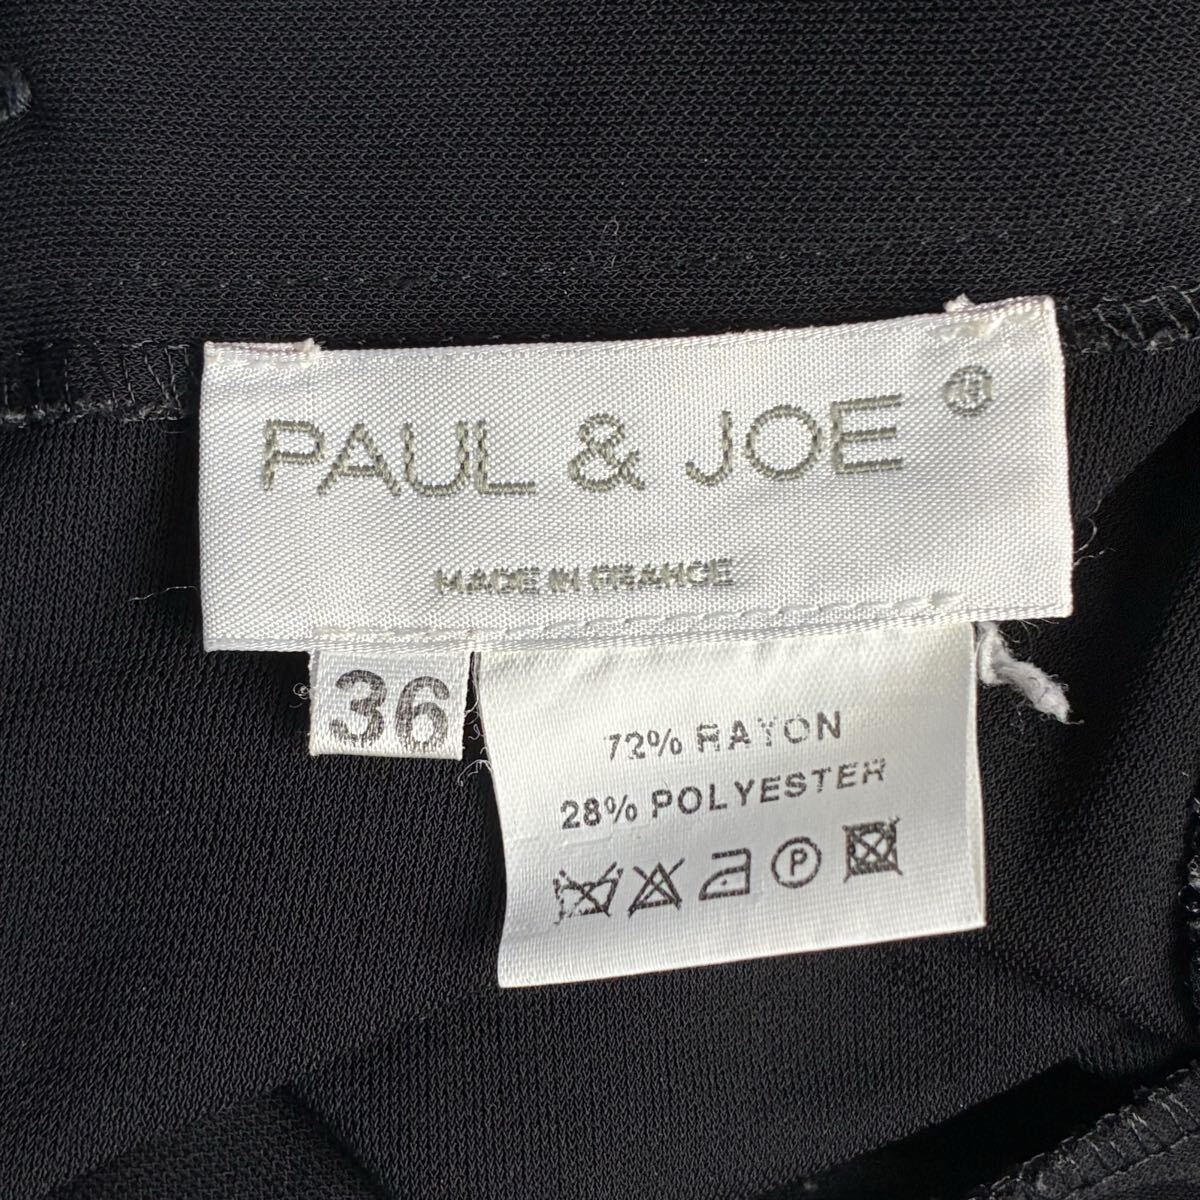 PAUL & JOE ®
MADE IN FRANCE
36
72% RAYON
28% POLYESTER
P